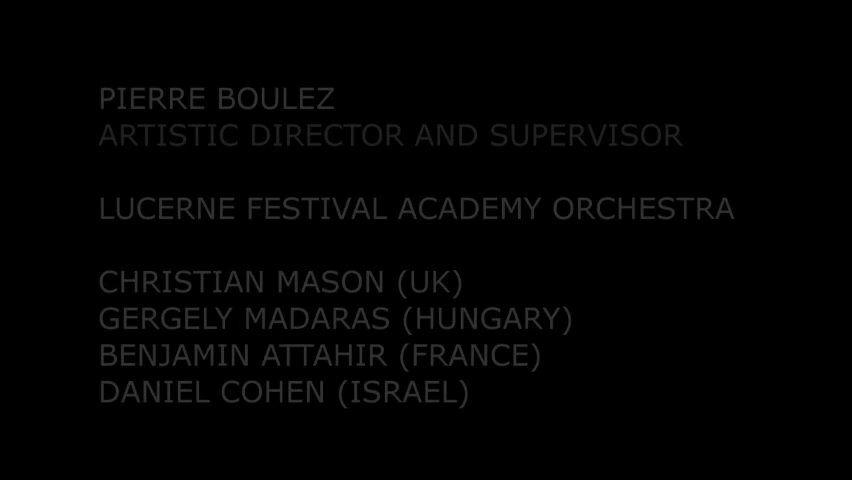 PIERRE BOULEZ
ARTISTIC DIRECTOR AND SUPERVISOR
LUCERNE FESTIVAL ACADEMY ORCHESTRA
CHRISTIAN MASON (UK)
GERGELY MADARAS (HUNGARY)
BENJAMIN ATTAHIR (FRANCE)
DANIEL COHEN (ISRAEL)